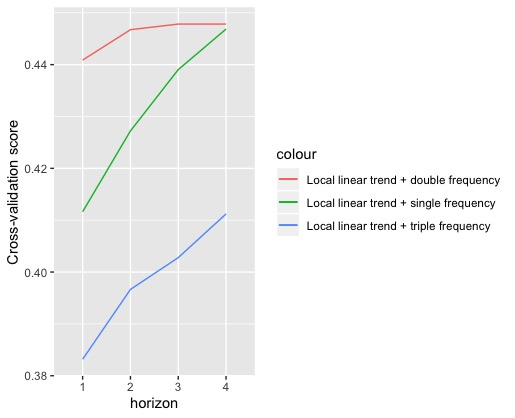 Cross-validation score
0.44
0.42
0.40
0.38
1 2 3 4
horizon
colour
Local linear trend + double frequency
Local linear trend + single frequency
Local linear trend + triple frequency